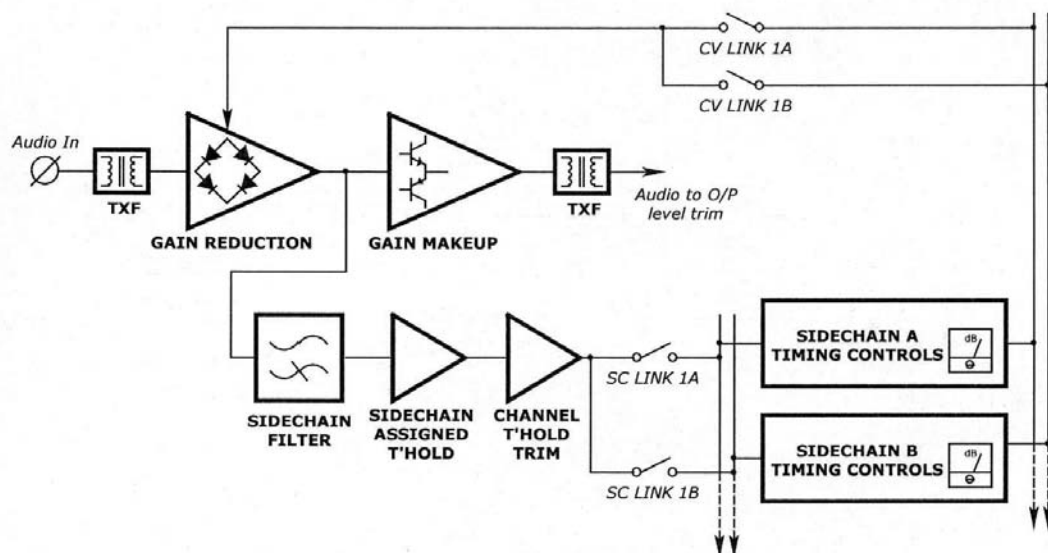 CV LINK 1A
CV LINK 1B
Audio In
TXF
GAIN REDUCTION
GAIN MAKEUP
TXF
Audio to O/P
level trim
SIDECHAIN
FILTER
SIDECHAIN
ASSIGNED
T'HOLD
CHANNEL
T'HOLD
TRIM
SC LINK 1A
SC LINK 1B
SIDECHAIN A
TIMING CONTROLS
dB
SIDECHAIN B
TIMING CONTROLS
dB